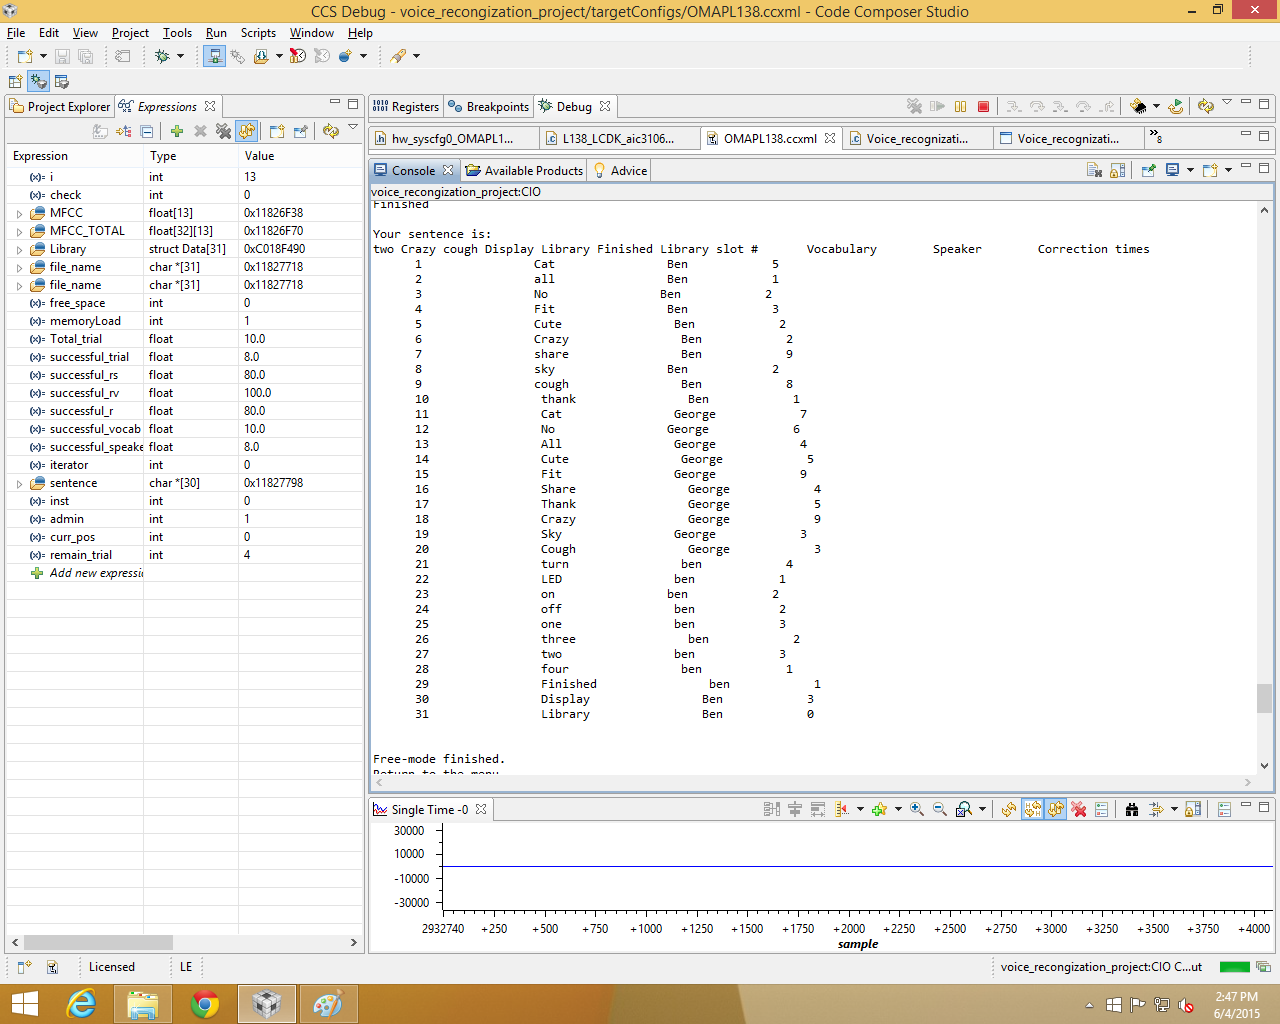 CCS Debug - voice_recongization_project/targetConfigs/OMAPL138.ccxml - Code Composer Studio
File Edit View Project Tools Run Scripts Window Help
Project Explorer Expressions
Expression Type Value
(x)= i int 13
(x)= check int 0
MFCC float[13] 0x11826F38
MFCC_TOTAL float[32][13] 0x11826F70
Library struct Data[31] 0xC018F490
file_name char *[31] 0x11827718
file_name char *[31] 0x11827718
(x)= free_space int 0
(x)= memoryLoad int 1
(x)= Total_trial float 10.0
(x)= successful_trial float 8.0
(x)= successful_rs float 80.0
(x)= successful_rv float 100.0
(x)= successful_r float 80.0
(x)= successful_vocab float 10.0
(x)= successful_speake float 8.0
(x)= iterator int 0
sentence char *[30] 0x11827798
(x)= inst int 0
(x)= admin int 1
(x)= curr_pos int 0
(x)= remain_trial int 4
Add new expressi
Registers Breakpoints Debug
hw_syscfg0_OMAPL1... L138_LCDK_aic3106... OMAPL138.ccxml Voice_recognizati... Voice_recognizati... »8
Console Available Products Advice
voice_recongization_project:CIO
Finished
Your sentence is:
two Crazy cough Display Library Finished Library slot # Vocabulary Speaker Correction times
1 Cat Ben 5
2 all Ben 1
3 No Ben 2
4 Fit Ben 3
5 Cute Ben 2
6 Crazy Ben 2
7 share Ben 9
8 sky Ben 2
9 cough Ben 8
10 thank Ben 1
11 Cat George 7
12 No George 6
13 All George 4
14 Cute George 5
15 Fit George 9
16 Share George 4
17 Thank George 5
18 Crazy George 9
19 Sky George 3
20 Cough George 3
21 turn ben 4
22 LED ben 1
23 on ben 2
24 off ben 2
25 one ben 3
26 three ben 2
27 two ben 3
28 four ben 1
29 Finished ben 1
30 Display Ben 3
31 Library Ben 0
Free-mode finished.
Return to the menu
Single Time -0
30000
10000
-10000
-30000
2932740 +250 +500 +750 +1000 +1250 +1500 +1750 +2000 +2250 +2500 +2750 +3000 +3250 +3500 +3750 +4000
sample
Licensed LE voice_recongization_project:CIO C...ut
2:47 PM
6/4/2015